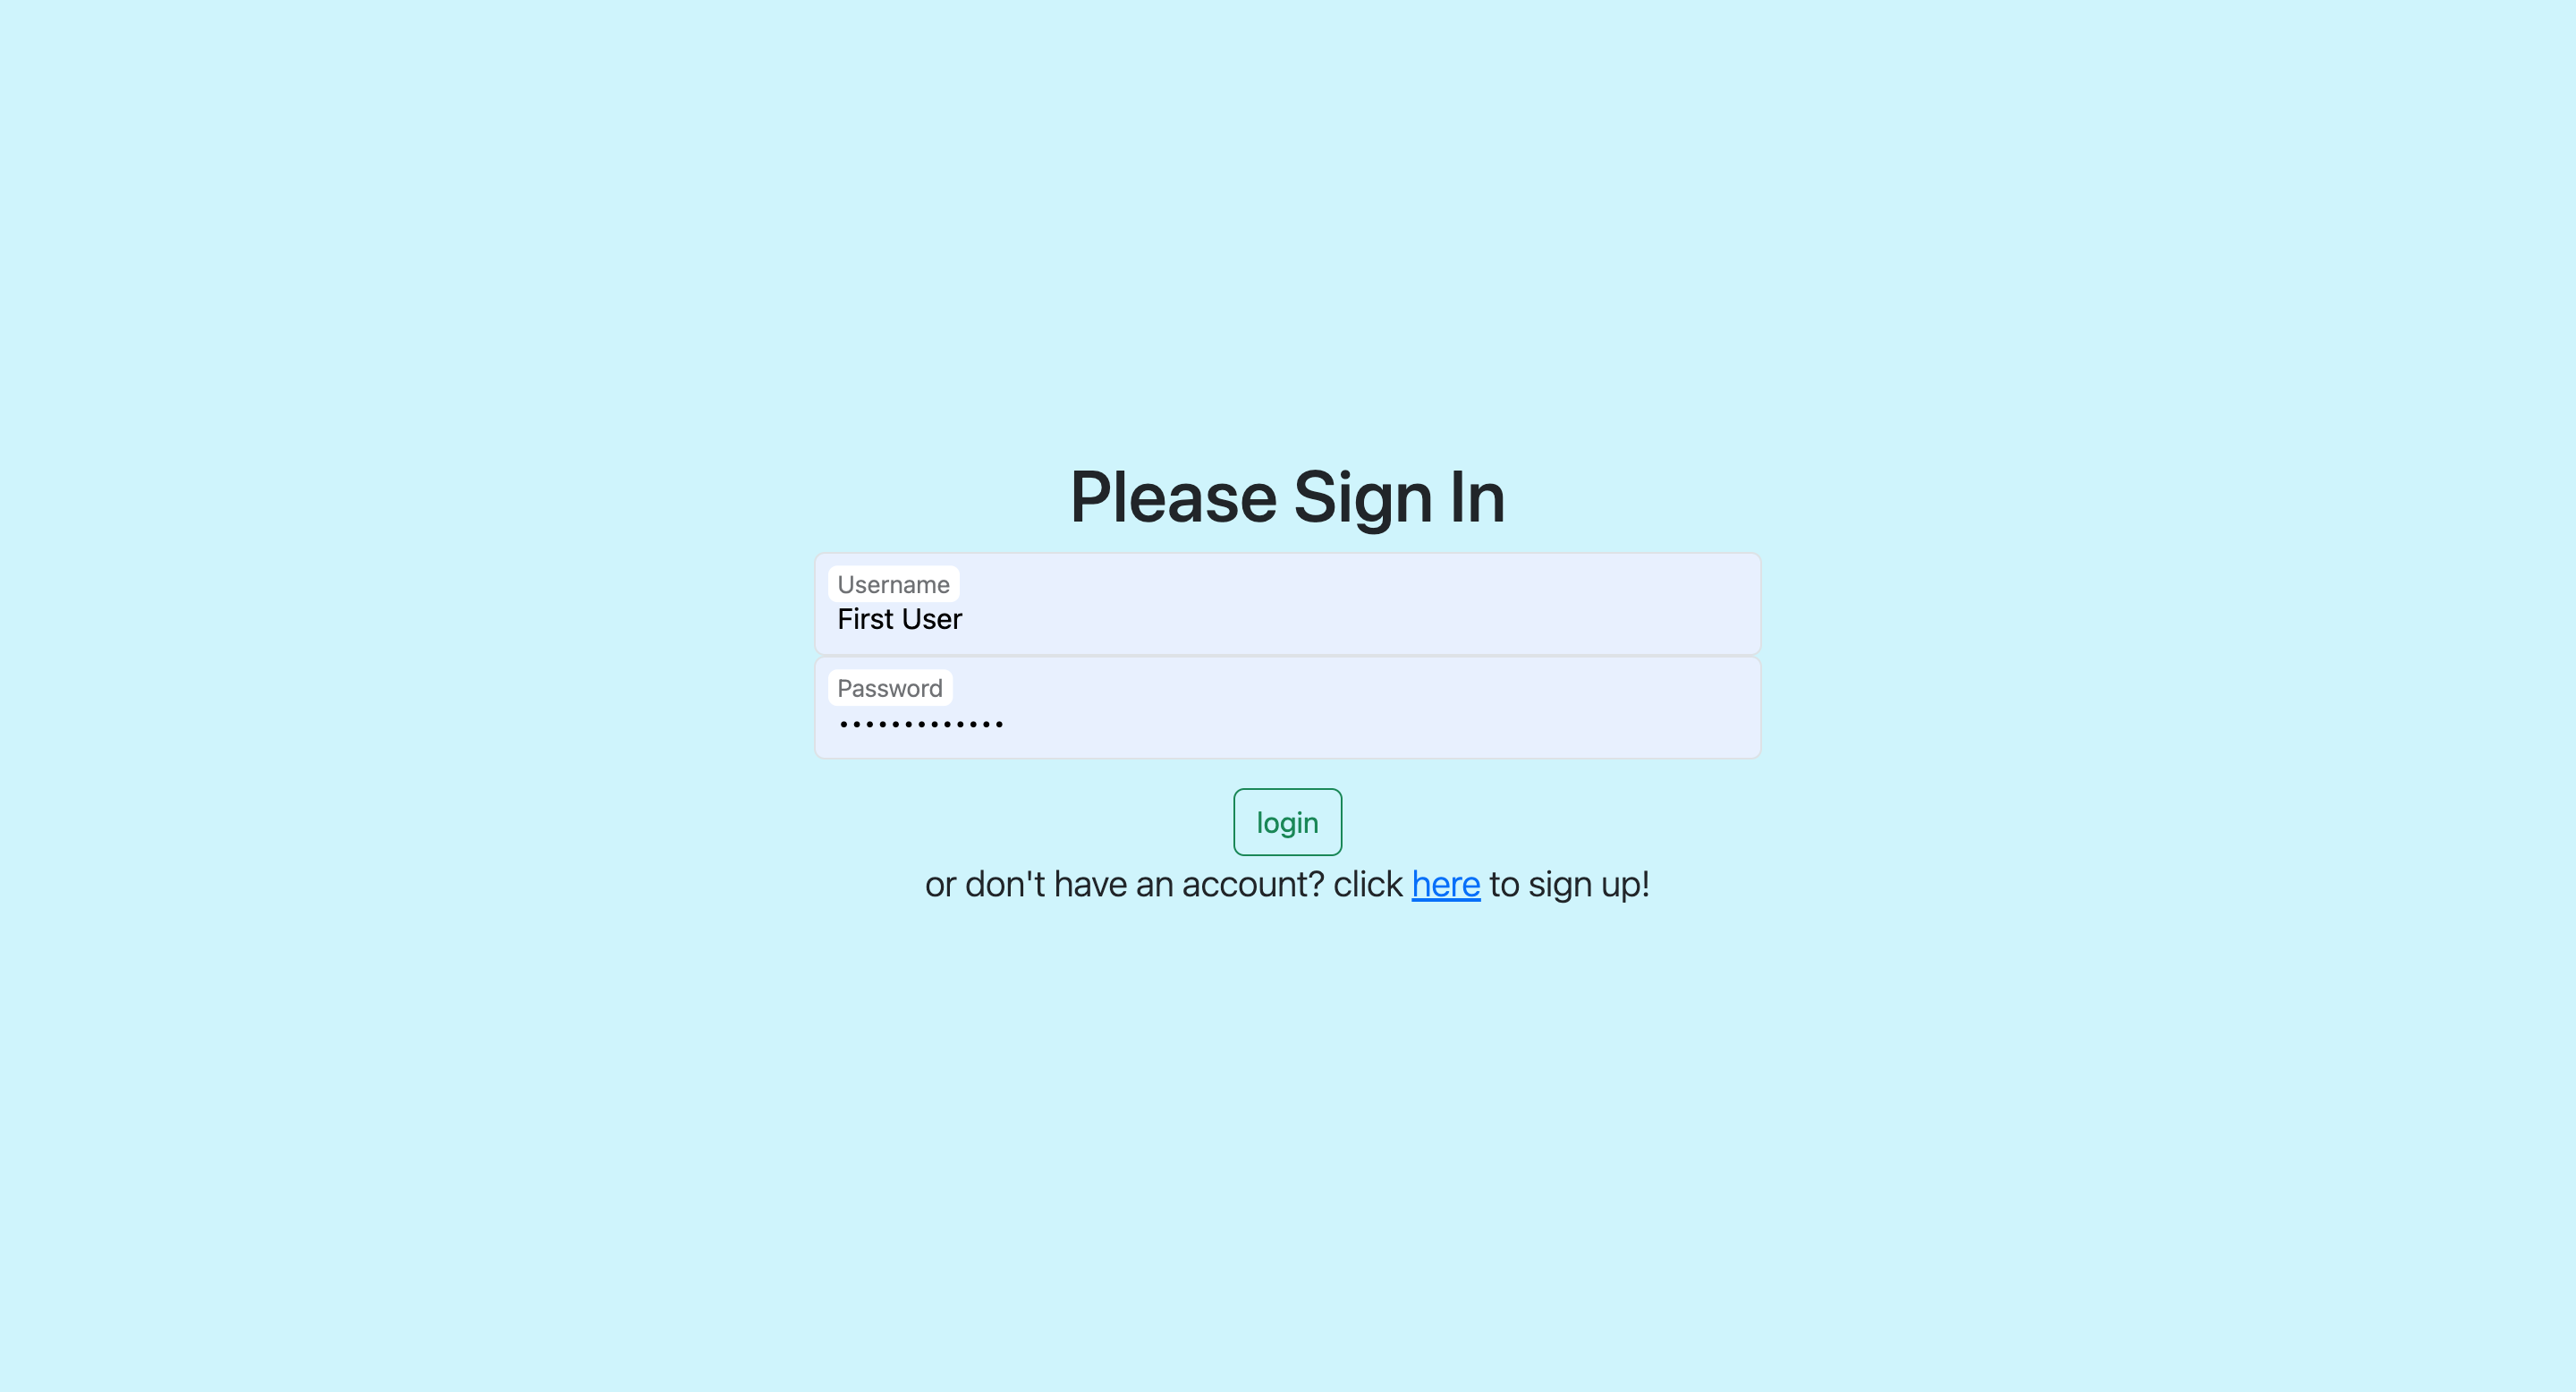 Please Sign In
Username
First User
Password
•••••••••••••
login
or don't have an account? click here to sign up!